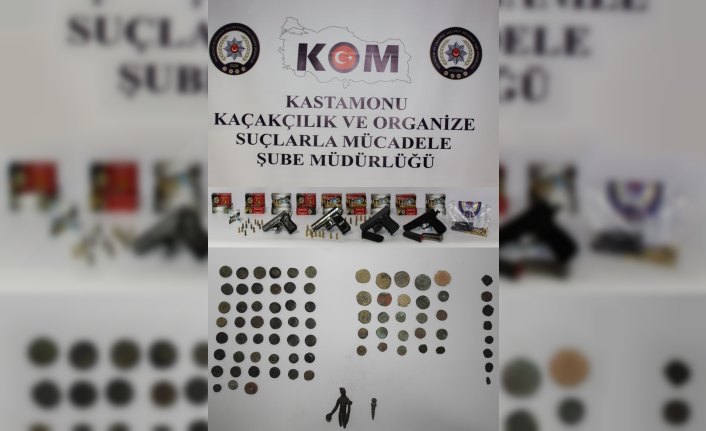 KOM
KASTAMONU
KAÇAKÇILIK VE ORGANİZE
SUÇLARLA MÜCADELE
ŞUBE MÜDÜRLÜĞÜ